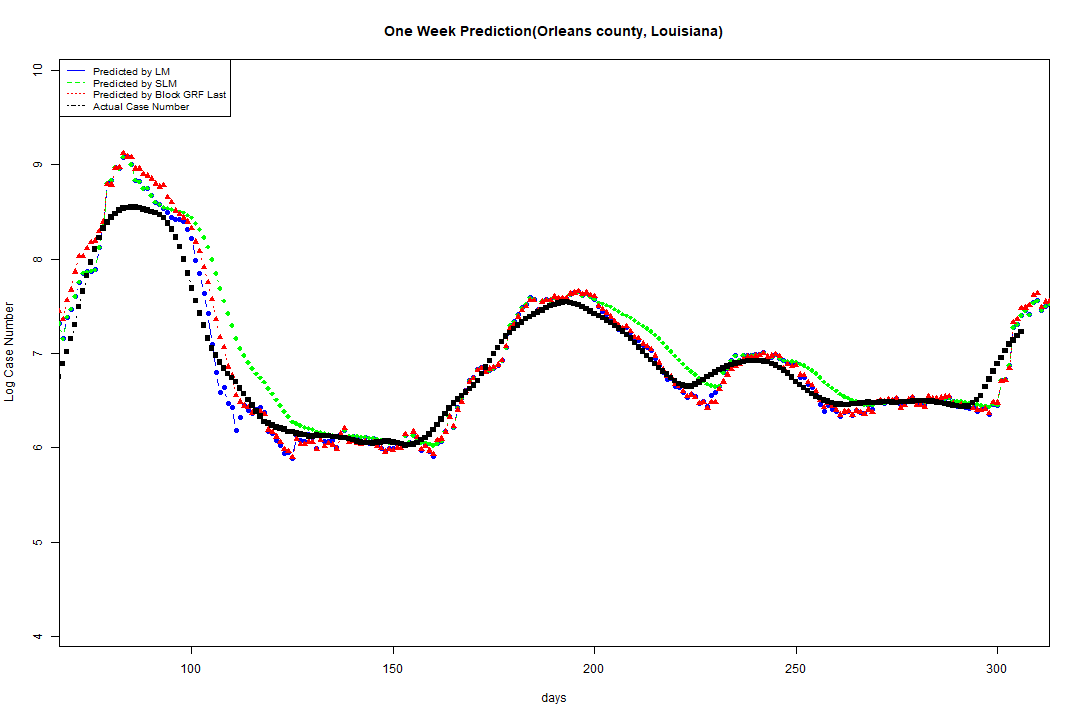 One Week Prediction(Orleans county, Louisiana)
Predicted by LM
Predicted by SLM
Predicted by Block GRF Last
Actual Case Number
10
9
8
7
6
5
4
Log Case Number
100 150 200 250 300
days